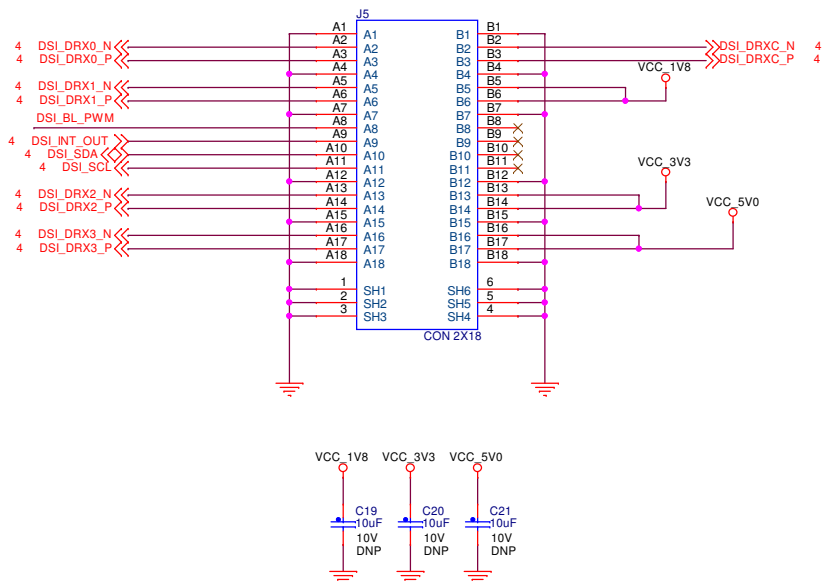 J5
A1 A1 B1 B1
4 DSI_DRX0_N A2 A2 B2 B2 DSI_DRXC_N 4
4 DSI_DRX0_P A3 A3 B3 B3 DSI_DRXC_P 4
A4 A4 B4 B4 VCC_1V8
4 DSI_DRX1_N A5 A5 B5 B5
4 DSI_DRX1_P A6 A6 B6 B6
A7 A7 B7 B7
DSI_BL_PWM A8 A8 B8 B8
4 DSI_INT_OUT A9 A9 B9 B9
4 DSI_SDA A10 A10 B10 B10
4 DSI_SCL A11 A11 B11 B11 VCC_3V3
A12 A12 B12 B12
4 DSI_DRX2_N A13 A13 B13 B13
4 DSI_DRX2_P A14 A14 B14 B14 VCC_5V0
A15 A15 B15 B15
4 DSI_DRX3_N A16 A16 B16 B16
4 DSI_DRX3_P A17 A17 B17 B17
A18 A18 B18 B18
1 SH1 SH6 6
2 SH2 SH5 5
3 SH3 SH4 4
CON 2X18
VCC_1V8 VCC_3V3 VCC_5V0
C19 C20 C21
10uF 10uF 10uF
10V 10V 10V
DNP DNP DNP